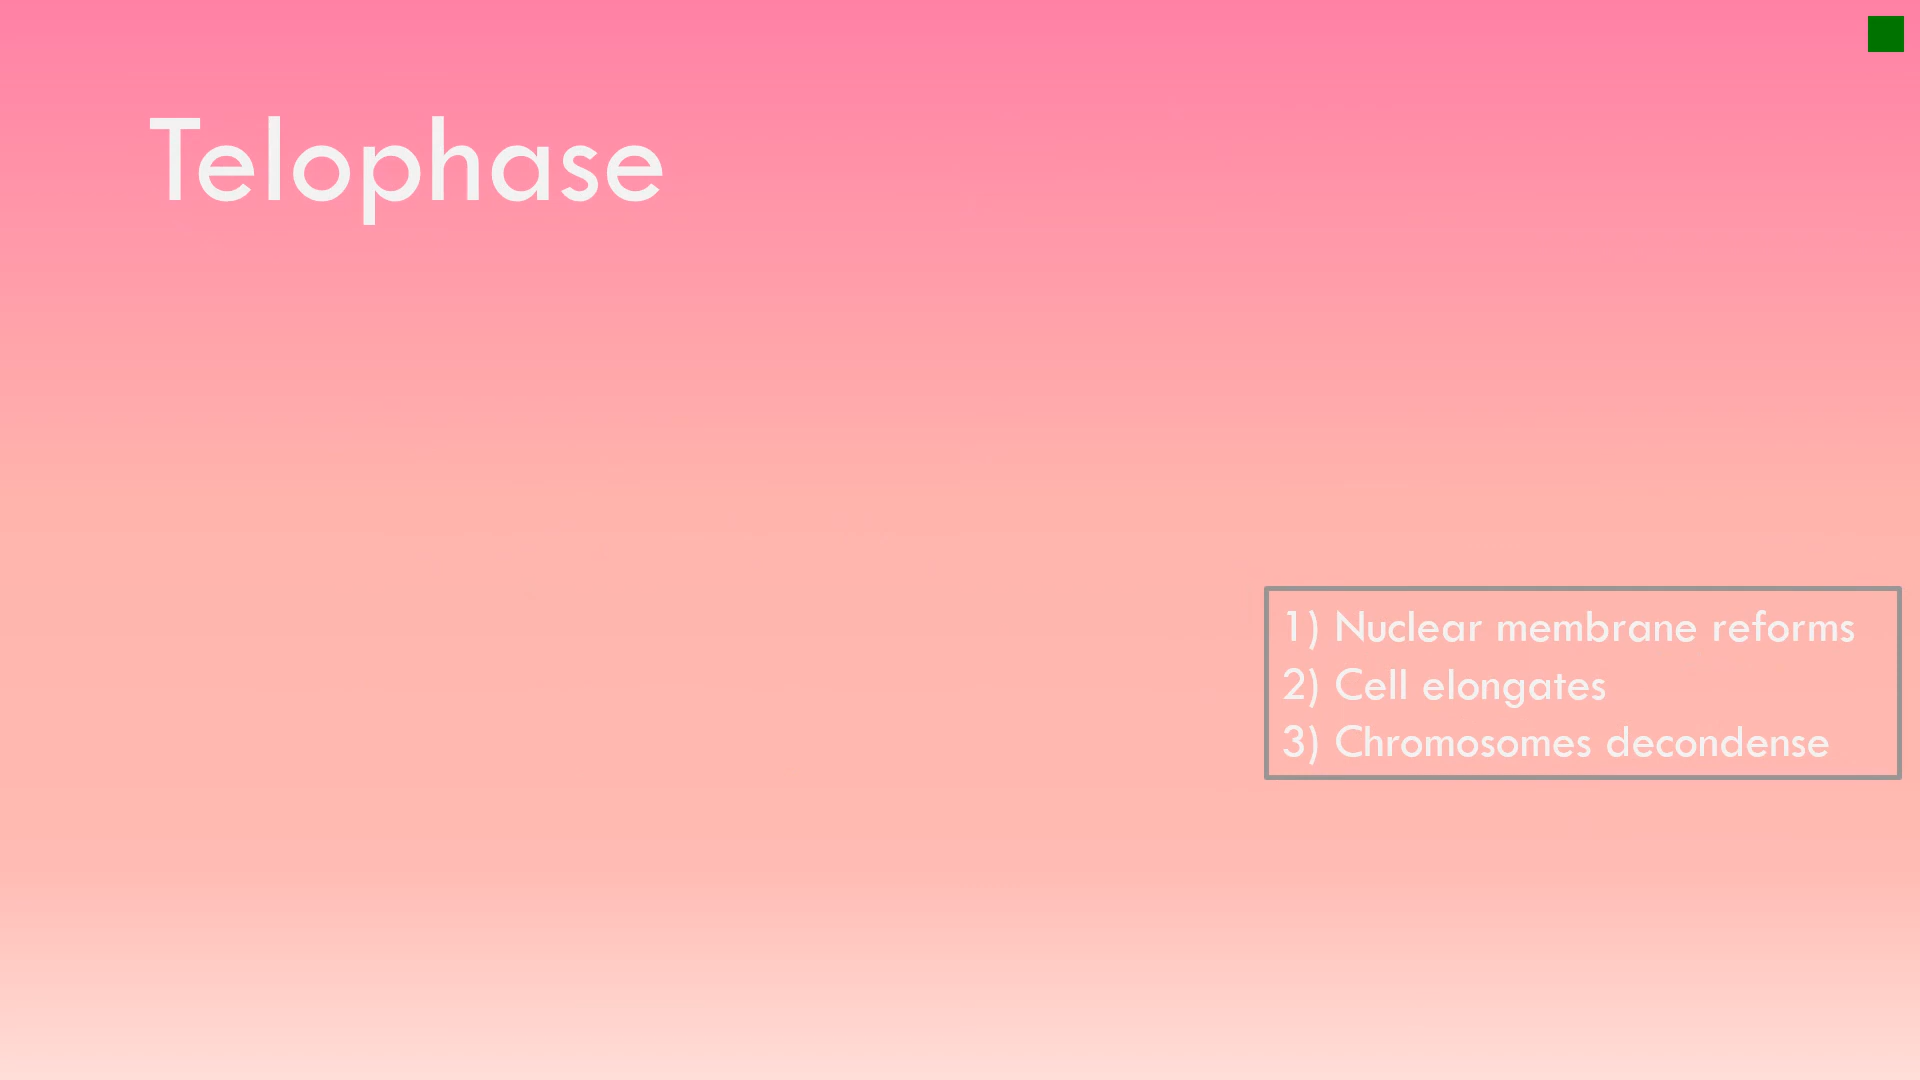 Telophase
1) Nuclear membrane reforms
2) Cell elongates
3) Chromosomes decondense